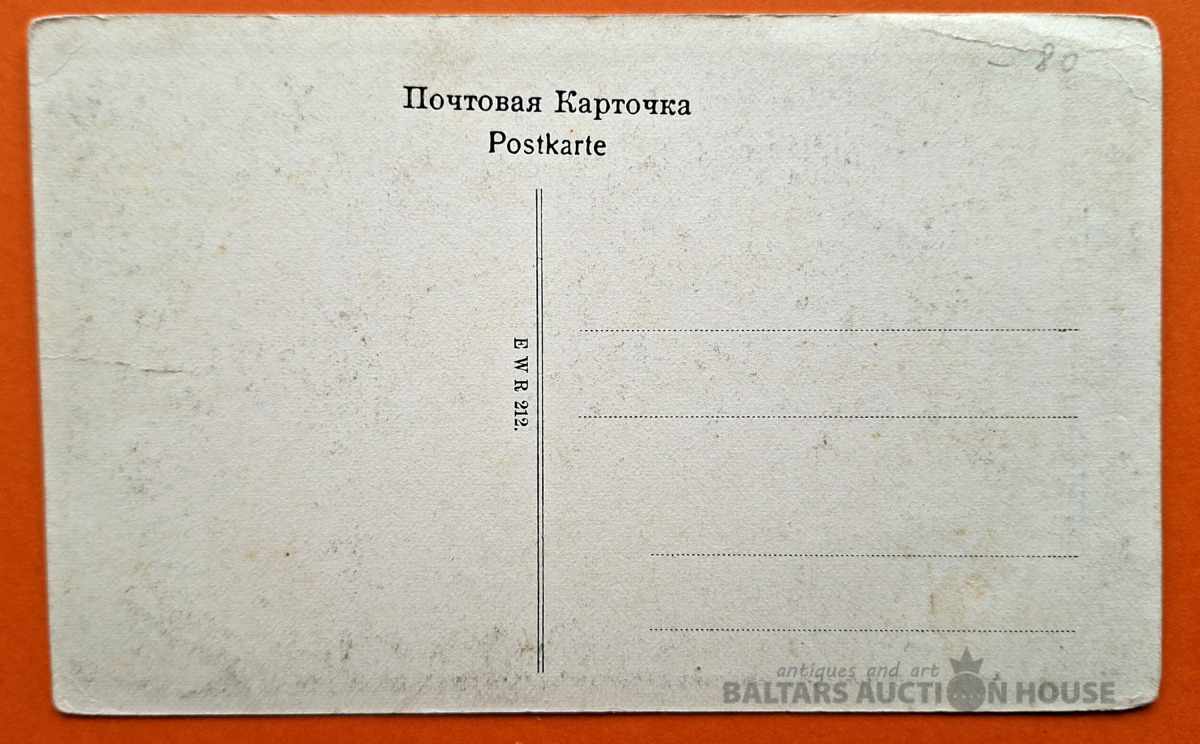 - 80
Почтовая Карточка
Postkarte
E W R 212.
antiques and art
BALTARS AUCTION HOUSE